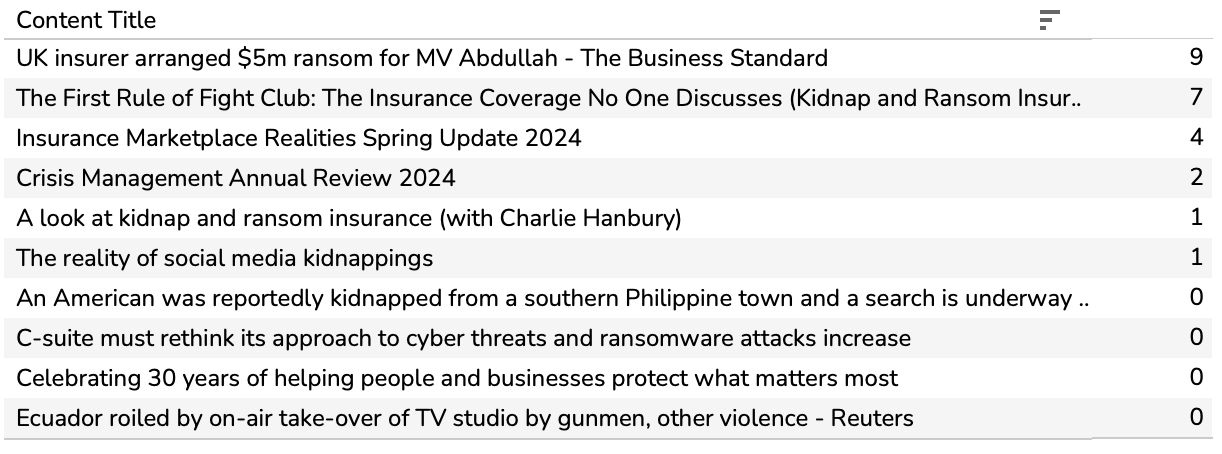 Content Title
UK insurer arranged $5m ransom for MV Abdullah - The Business Standard 9
The First Rule of Fight Club: The Insurance Coverage No One Discusses (Kidnap and Ransom Insur.. 7
Insurance Marketplace Realities Spring Update 2024 4
Crisis Management Annual Review 2024 2
A look at kidnap and ransom insurance (with Charlie Hanbury) 1
The reality of social media kidnappings 1
An American was reportedly kidnapped from a southern Philippine town and a search is underway .. 0
C-suite must rethink its approach to cyber threats and ransomware attacks increase 0
Celebrating 30 years of helping people and businesses protect what matters most 0
Ecuador roiled by on-air take-over of TV studio by gunmen, other violence - Reuters 0